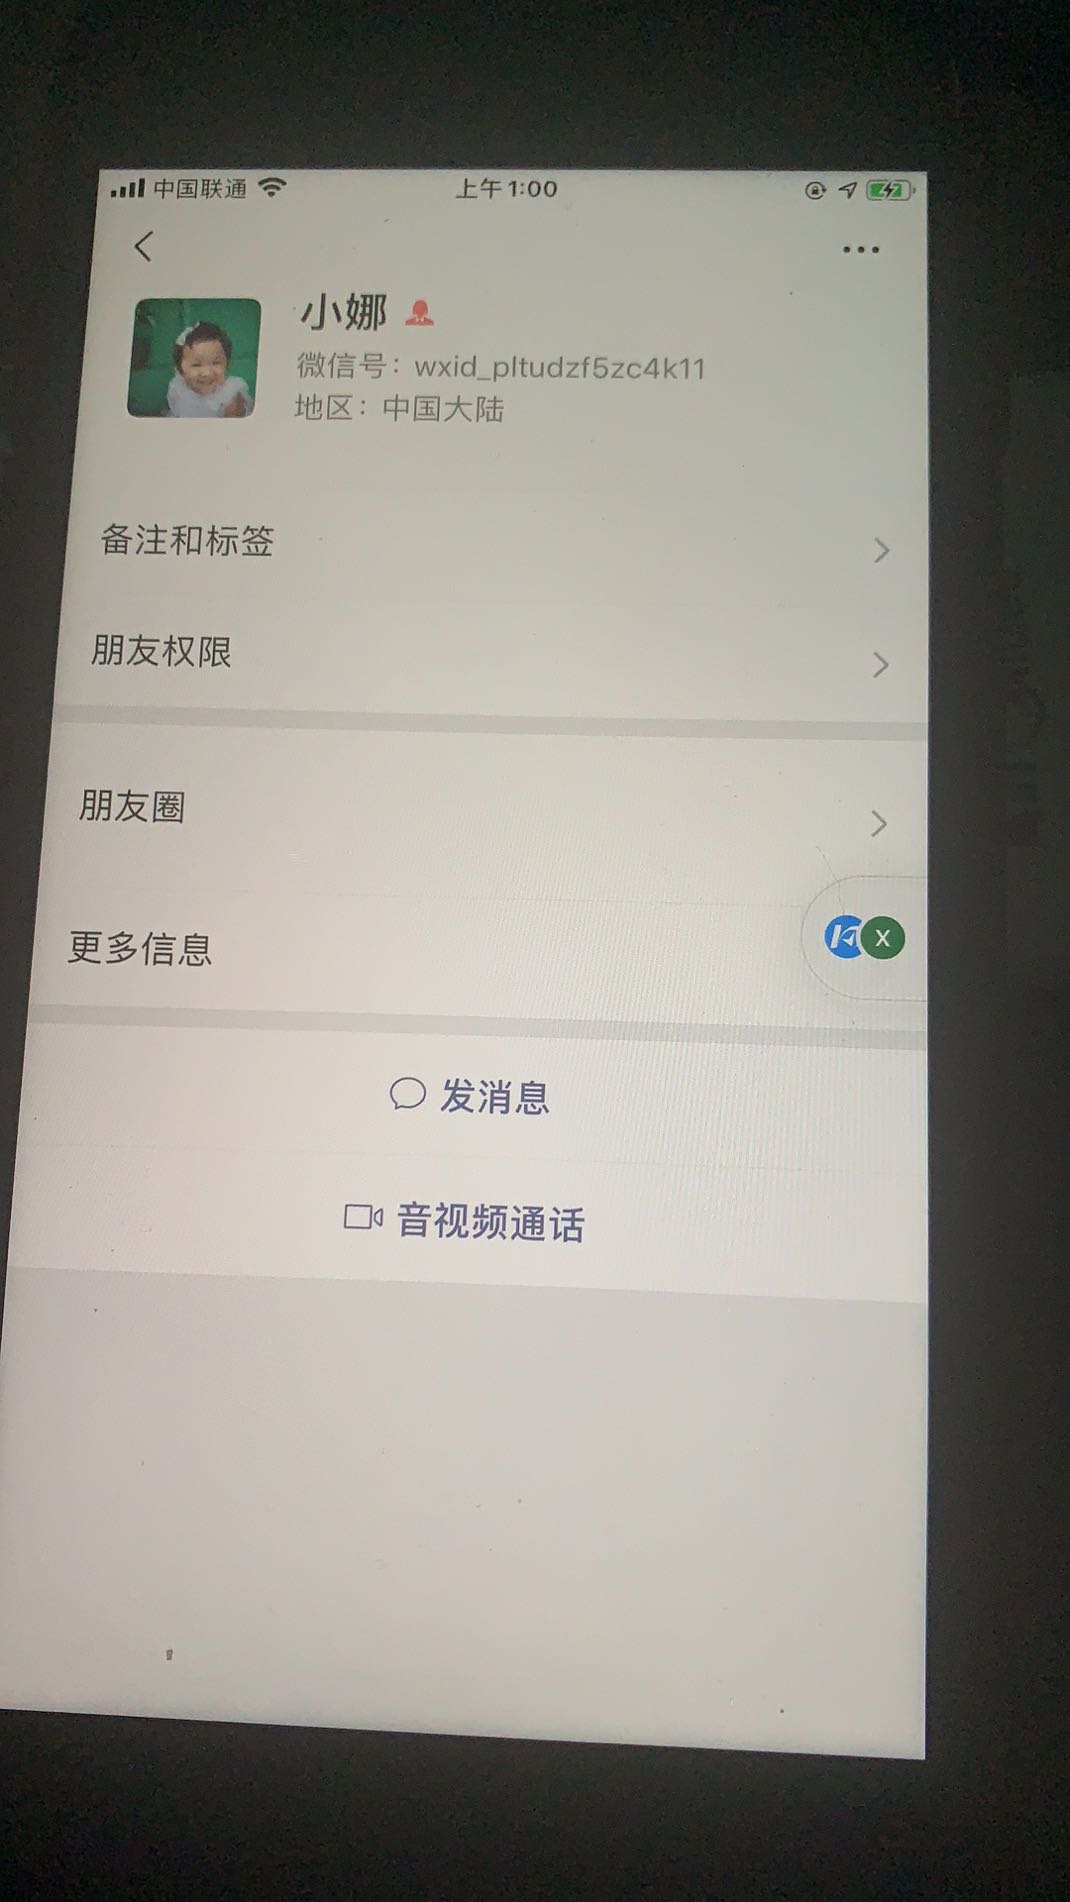 中国联通
上午1:00
小娜
微信号：wxid_pltudzf5zc4k11
地区：中国大陆
备注和标签
朋友权限
朋友圈
更多信息
X
发消息
音视频通话